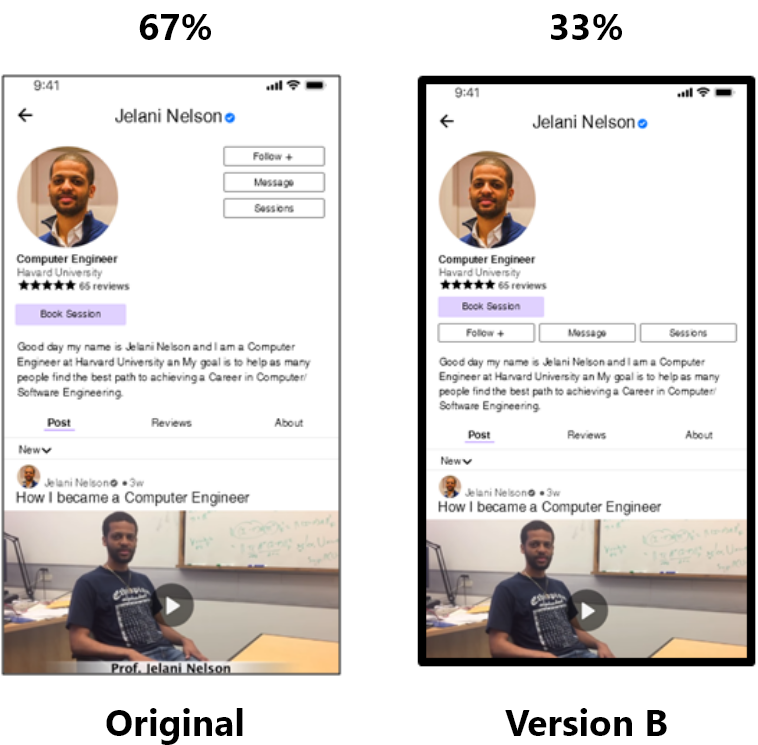 67%
33%
9:41
Jelani Nelson
Follow +
Message
Sessions
Computer Engineer
Havard University
65 reviews
Book Session
Good day my name is Jelani Nelson and I am a Computer
Engineer at Harvard University an My goal is to help as many
people find the best path to achieving a Career in Computer/
Software Engineering.
Post Reviews About
New
Jelani Nelson • 3w
How I became a Computer Engineer
Prof. Jelani Nelson
Original
9:41
Jelani Nelson
Computer Engineer
Havard University
65 reviews
Book Session
Follow + Message Sessions
Good day my name is Jelani Nelson and I am a Computer
Engineer at Harvard University an My goal is to help as many
people find the best path to achieving a Career in Computer/
Software Engineering.
Post Reviews About
New
Jelani Nelson • 3w
How I became a Computer Engineer
Version B